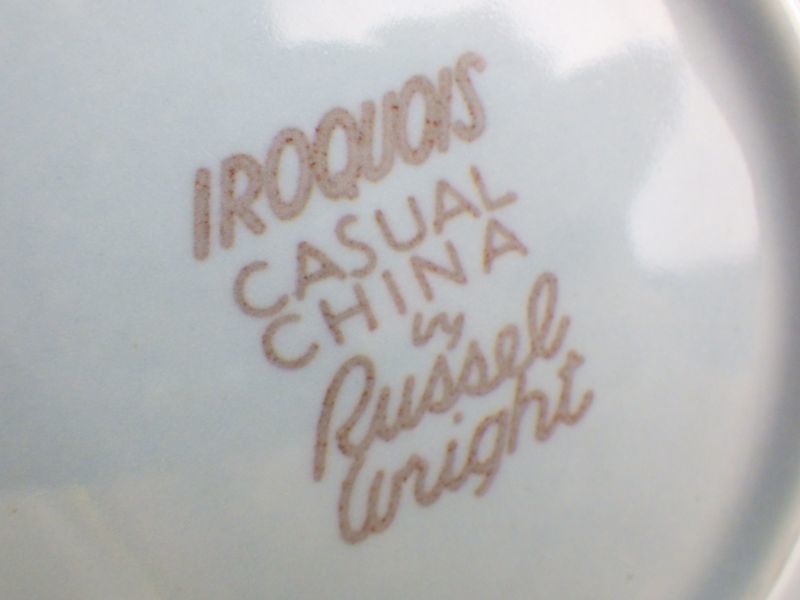 IROQUOIS
CASUAL
CHINA
by
Russel
Wright